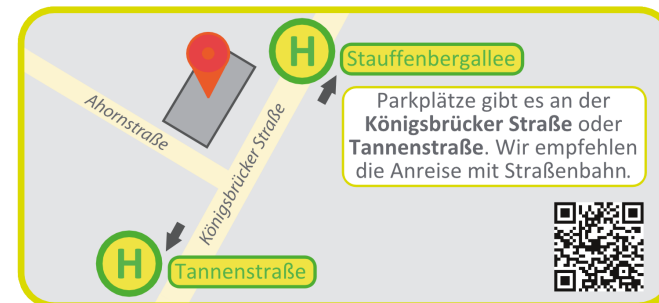 H
Stauffenbergallee
Parkplätze gibt es an der
Königsbrücker Straße oder
Tannenstraße. Wir empfehlen
die Anreise mit Straßenbahn.
Ahornstraße
Königsbrücker Straße
H
Tannenstraße